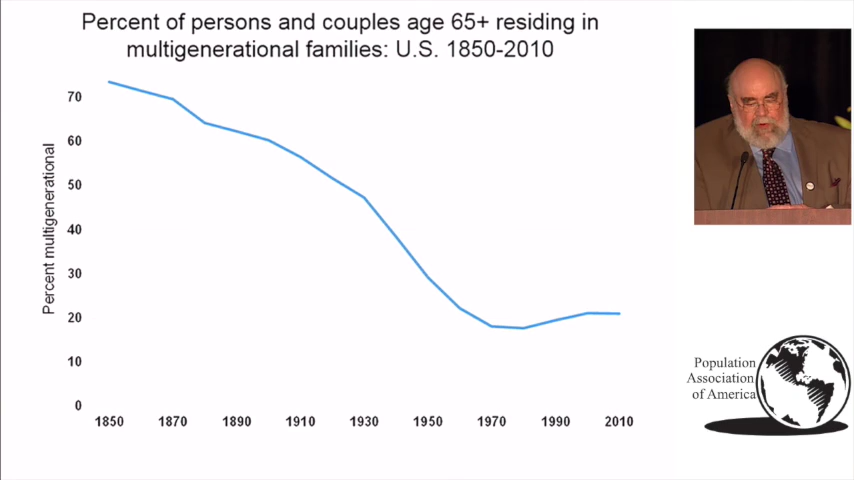 Percent of persons and couples age 65+ residing in
multigenerational families: U.S. 1850-2010
Percent multigenerational
70
60
50
40
30
20
10
0
1850 1870 1890 1910 1930 1950 1970 1990 2010
Population
Association
of America